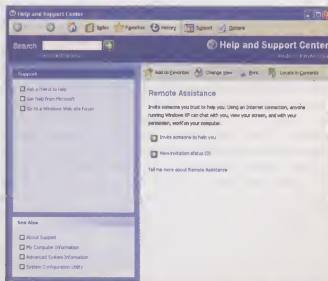 Help and Support Center
Index
Favorites
History
Support
Options
Search
Help and Support Center
Support
Ask a friend to help
Get help from Microsoft
Go to a Windows Web site forum
See Also
About Support
My Computer Information
Advanced System Information
System Configuration Utility
Add to Favorites
Change View
Print
Locate in Contents
Remote Assistance
Invite someone you trust to help you. Using an Internet connection, anyone
running Windows XP can chat with you, view your screen, and with your
permission, work on your computer.
Invite someone to help you
View invitation status (0)
Tell me more about Remote Assistance